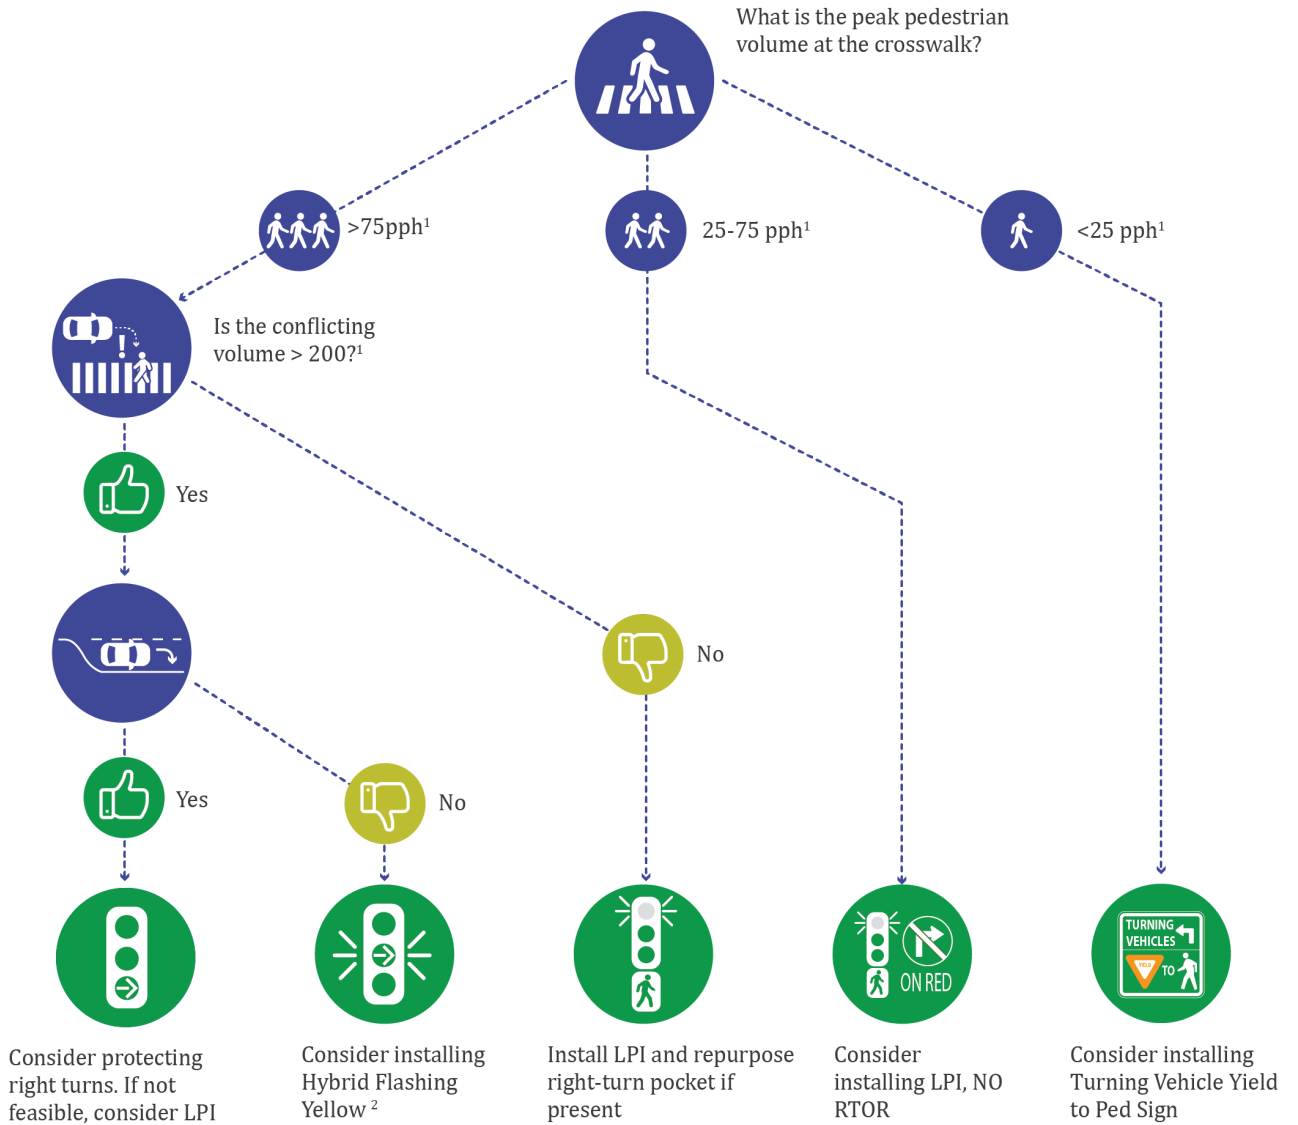 What is the peak pedestrian
volume at the crosswalk?
>75pph¹
25-75 pph¹
<25 pph¹
Is the conflicting
volume > 200?¹
Yes
No
Yes
No
ON RED
TURNING
VEHICLES
YIELD
TO
Consider protecting
right turns. If not
feasible, consider LPI
Consider installing
Hybrid Flashing
Yellow ²
Install LPI and repurpose
right-turn pocket if
present
Consider
installing LPI, NO
RTOR
Consider installing
Turning Vehicle Yield
to Ped Sign